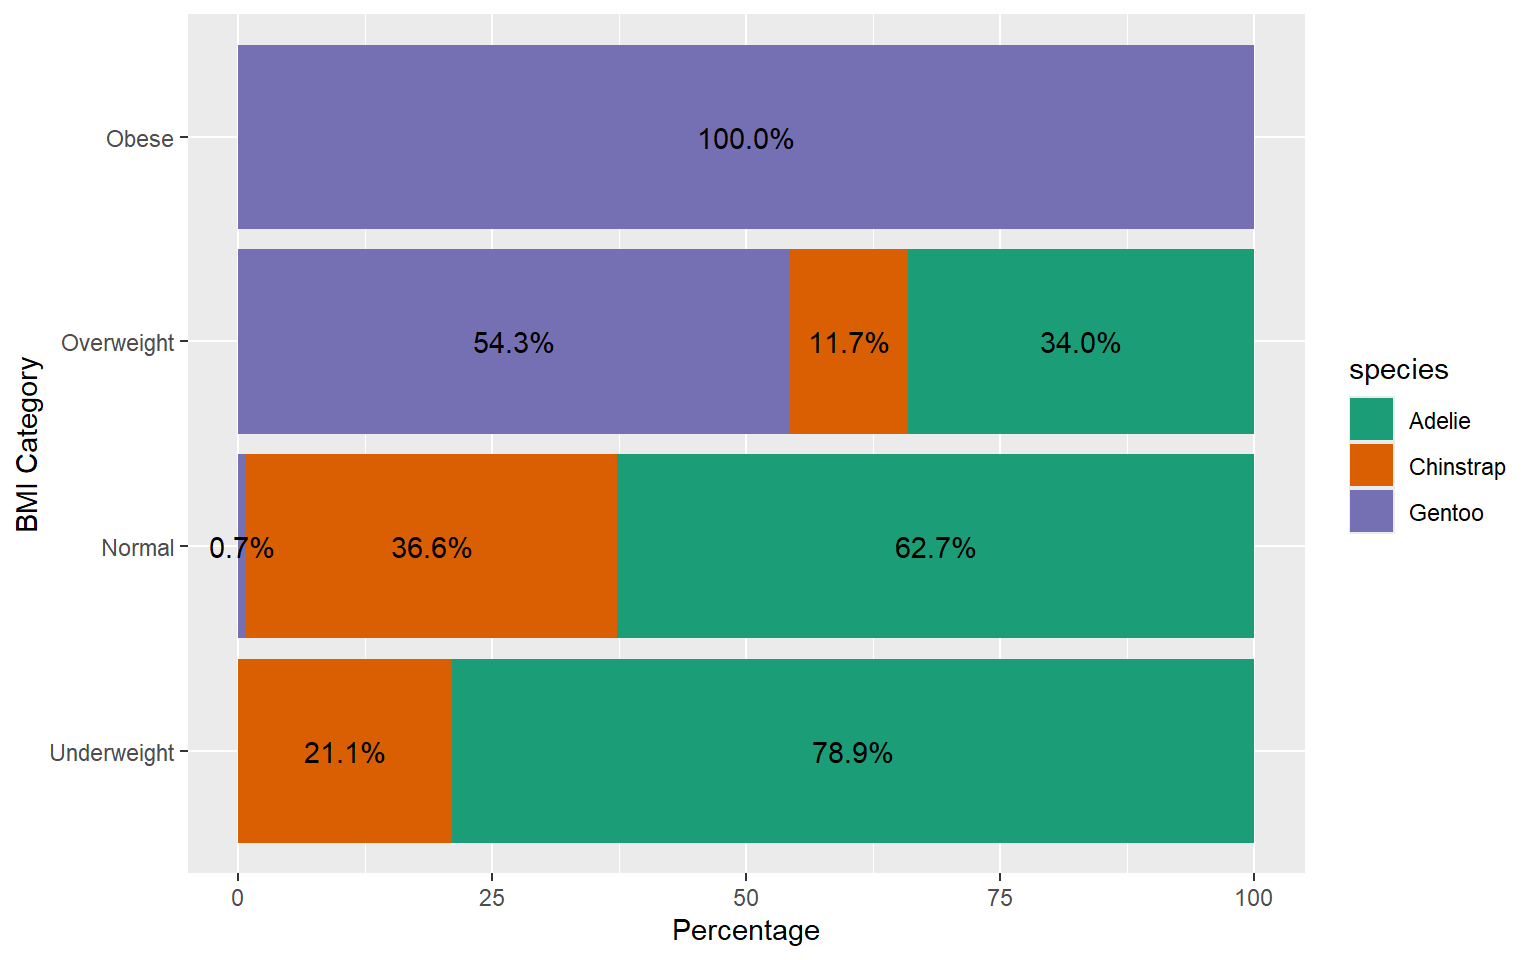 Obese
100.0%
Overweight
54.3% 11.7% 34.0%
Normal
0.7% 36.6% 62.7%
Underweight
21.1% 78.9%
0 25 50 75 100
Percentage
BMI Category
species
Adelie
Chinstrap
Gentoo